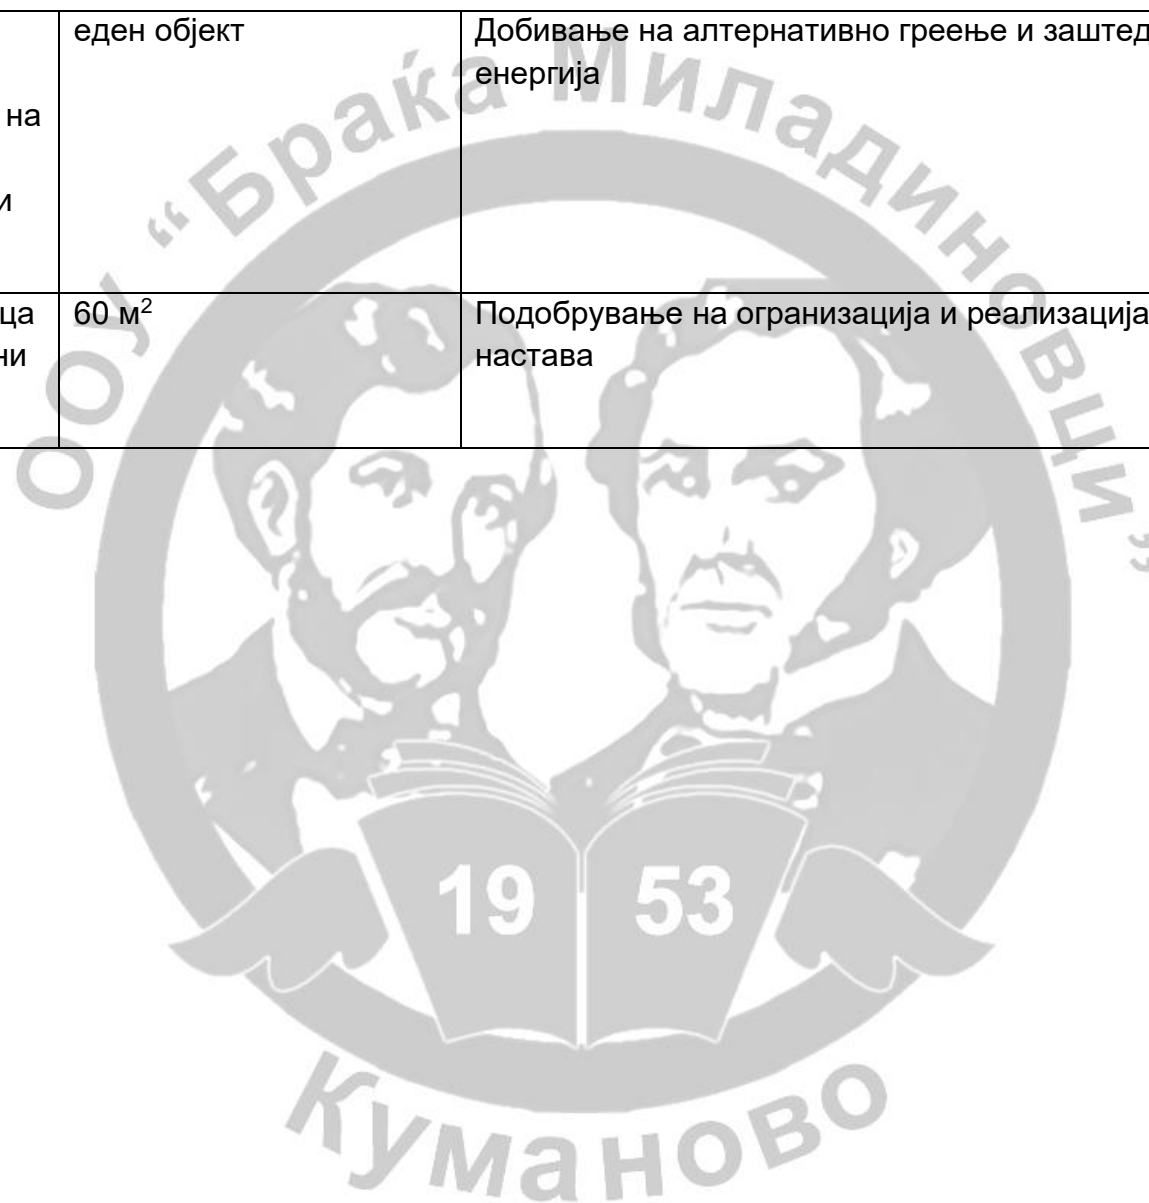 еден објект
Добивање на алтернативно греење и заштед
енергија
на
и
ца
ни
60 м²
Подобрување на огранизација и реализација
настава
ООУ “Браќа Миладиновци”
19 53
Куманово